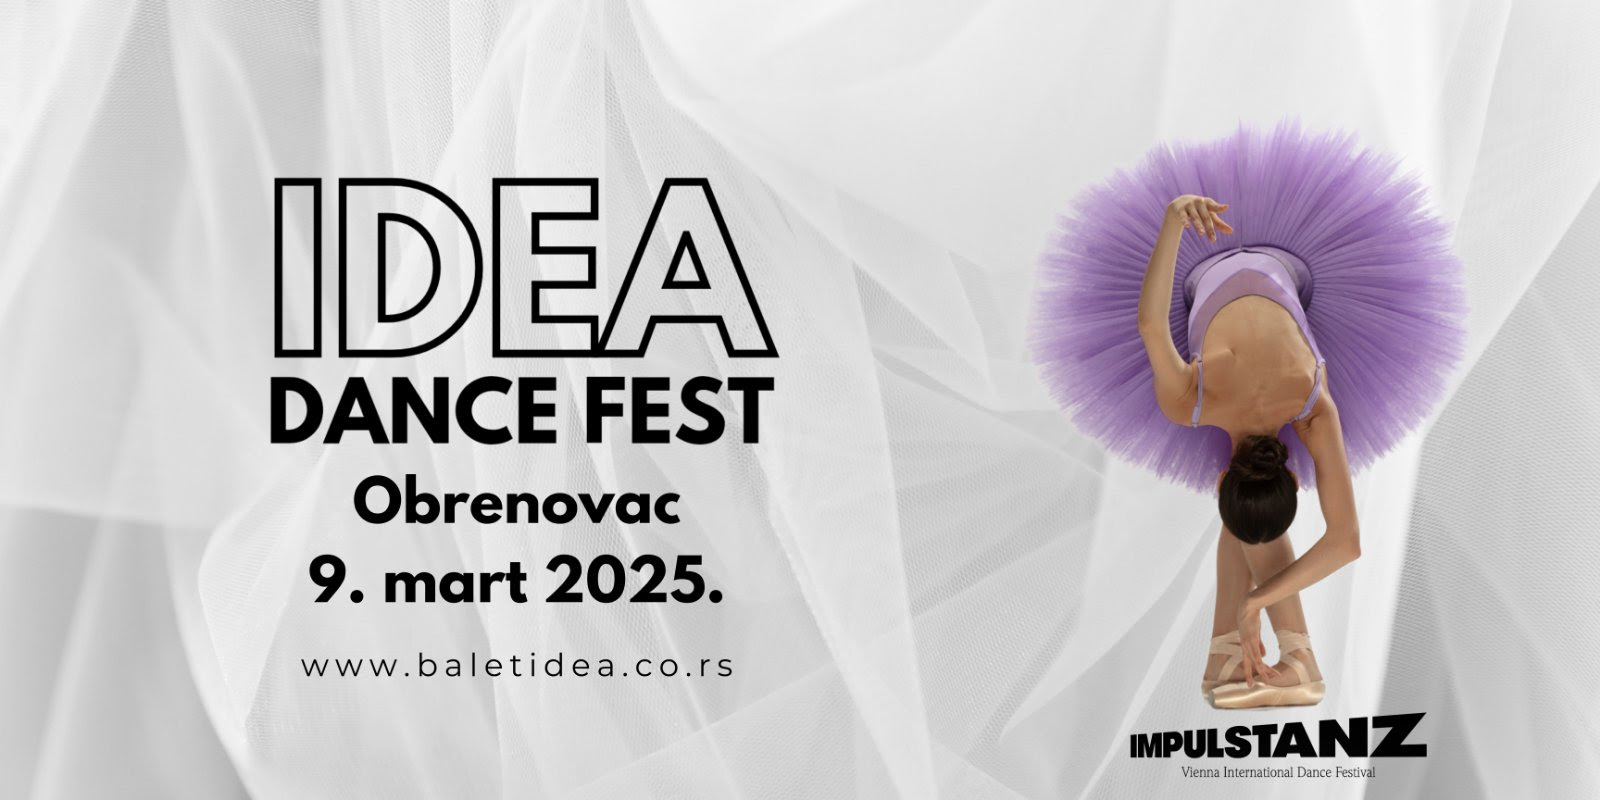 IDEA
DANCE FEST
Obrenovac
9. mart 2025.
www.baletidea.co.rs
IMPULSTANZ
Vienna International Dance Festival